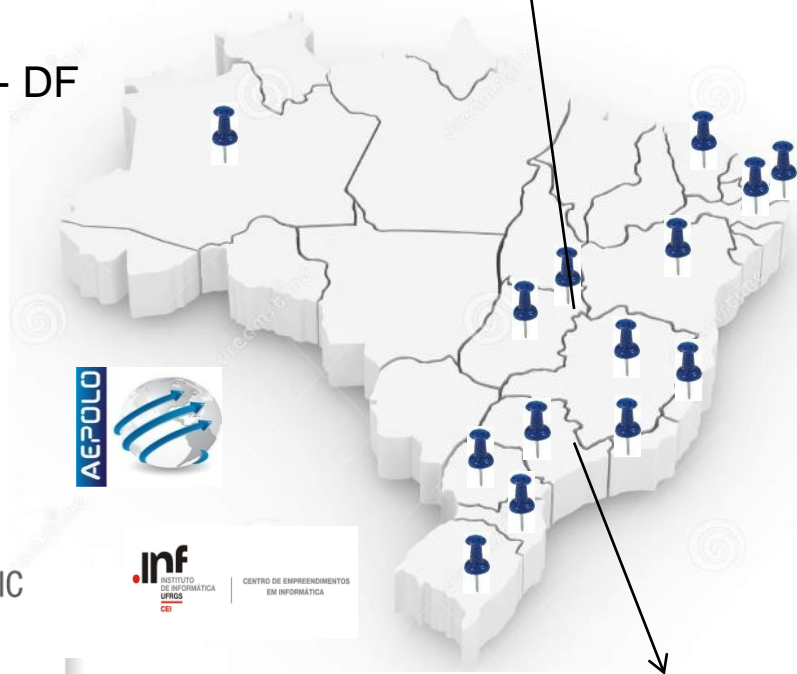 - DF
AEPOLO
IC
.inf
INSTITUTO
DE INFORMÁTICA
UFRGS
CEI
CENTRO DE EMPREENDIMENTOS
EM INFORMÁTICA